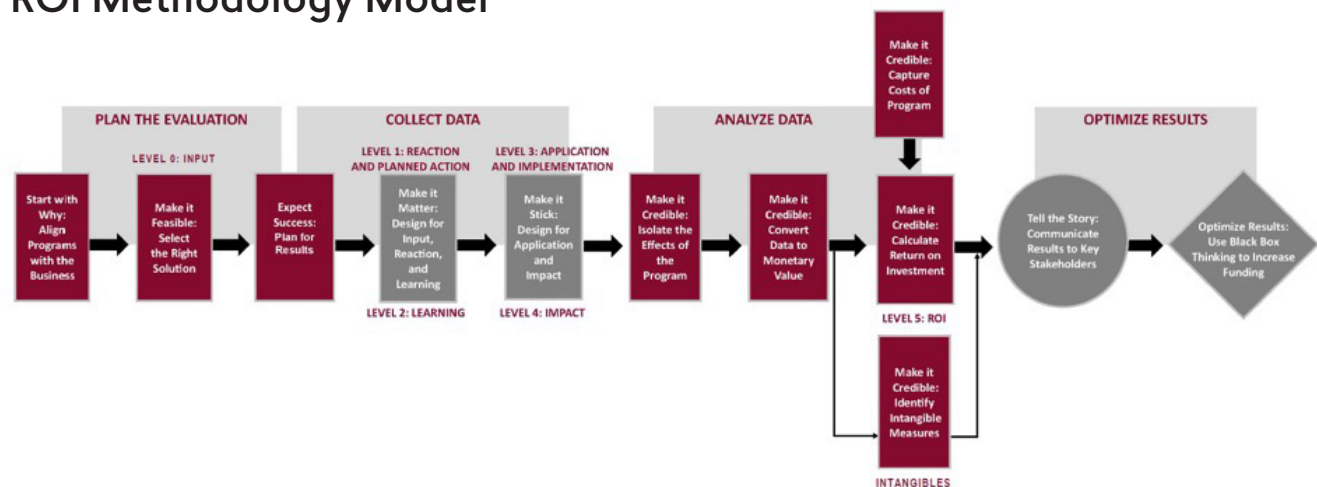 ROI Methodology Model
PLAN THE EVALUATION
LEVEL 0: INPUT
Start with
Why:
Align
Programs
with the
Business
Make it
Feasible:
Select
the Right
Solution
Expect
Success:
Plan for
Results
COLLECT DATA
LEVEL 1: REACTION
AND PLANNED ACTION
Make it
Matter:
Design for
Input,
Reaction,
and
Learning
LEVEL 2: LEARNING
LEVEL 3: APPLICATION
AND IMPLEMENTATION
Make it
Stick:
Design for
Application
and
Impact
LEVEL 4: IMPACT
ANALYZE DATA
Make it
Credible:
Isolate the
Effects of
the
Program
Make it
Credible:
Convert
Data to
Monetary
Value
Make it
Credible:
Capture
Costs of
Program
Make it
Credible:
Calculate
Return on
Investment
LEVEL 5: ROI
Make it
Credible:
Identify
Intangible
Measures
INTANGIBLES
OPTIMIZE RESULTS
Tell the Story:
Communicate
Results to Key
Stakeholders
Optimize Results:
Use Black Box
Thinking to Increase
Funding